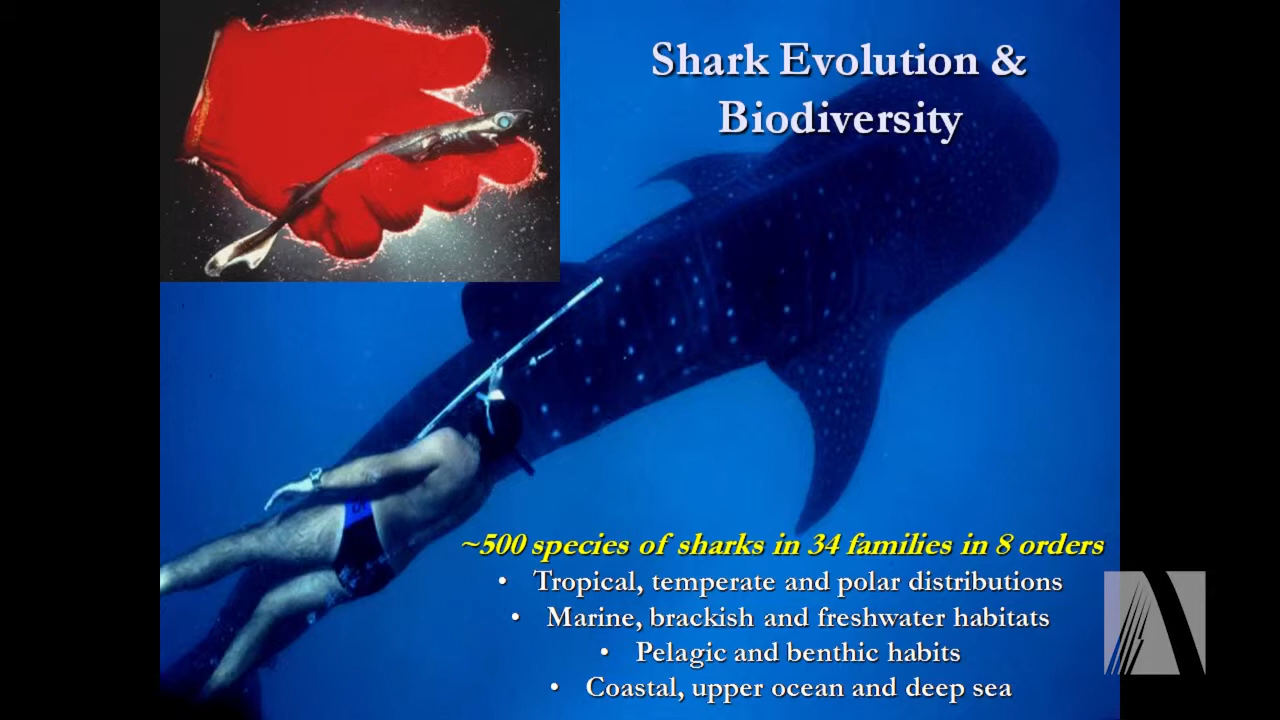 Shark Evolution &
Biodiversity
~500 species of sharks in 34 families in 8 orders
• Tropical, temperate and polar distributions
• Marine, brackish and freshwater habitats
• Pelagic and benthic habits
• Coastal, upper ocean and deep sea